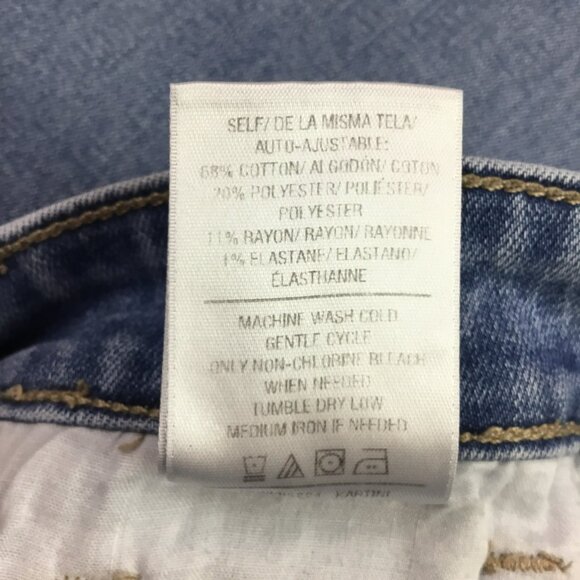 SELF/ DE LA MISMA TELA/
AUTO-AJUSTABLE:
68% COTTON/ ALGODÓN/ COTON
20% POLYESTER/ POLIÉSTER/
POLYESTER
11% RAYON/ RAYON/ RAYONNE
1% ELASTANE/ ELASTANO/
ÉLASTHANNE
MACHINE WASH COLD
GENTLE CYCLE
ONLY NON-CHLORINE BLEACH
WHEN NEEDED
TUMBLE DRY LOW
MEDIUM IRON IF NEEDED
KARTINI